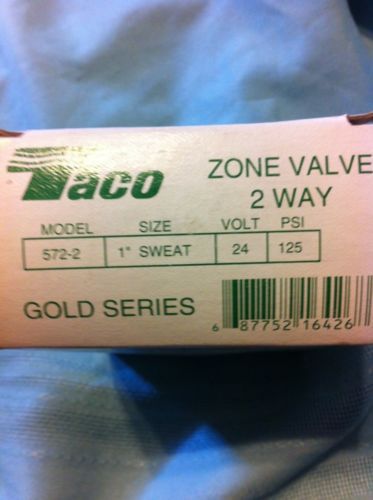 Taco
ZONE VALVE
2 WAY
MODEL SIZE VOLT PSI
572-2 1" SWEAT 24 125
GOLD SERIES
6 87752 16426